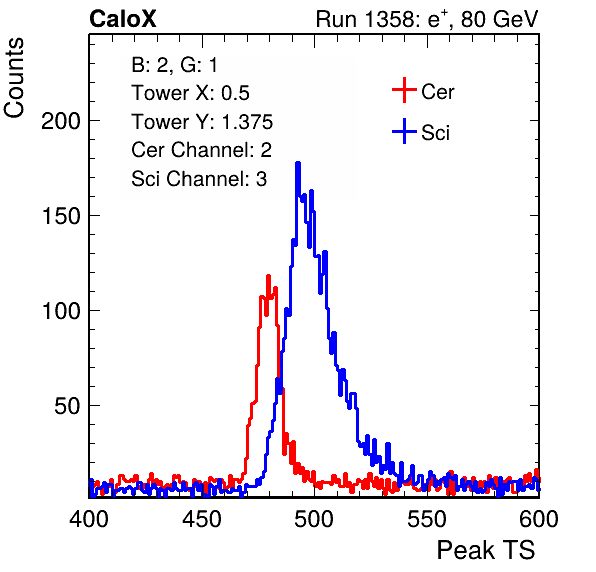 CaloX Run 1358: e⁺, 80 GeV
Counts
B: 2, G: 1
Tower X: 0.5
Tower Y: 1.375
Cer Channel: 2
Sci Channel: 3
Cer
Sci
200
150
100
50
400 450 500 550 600
Peak TS